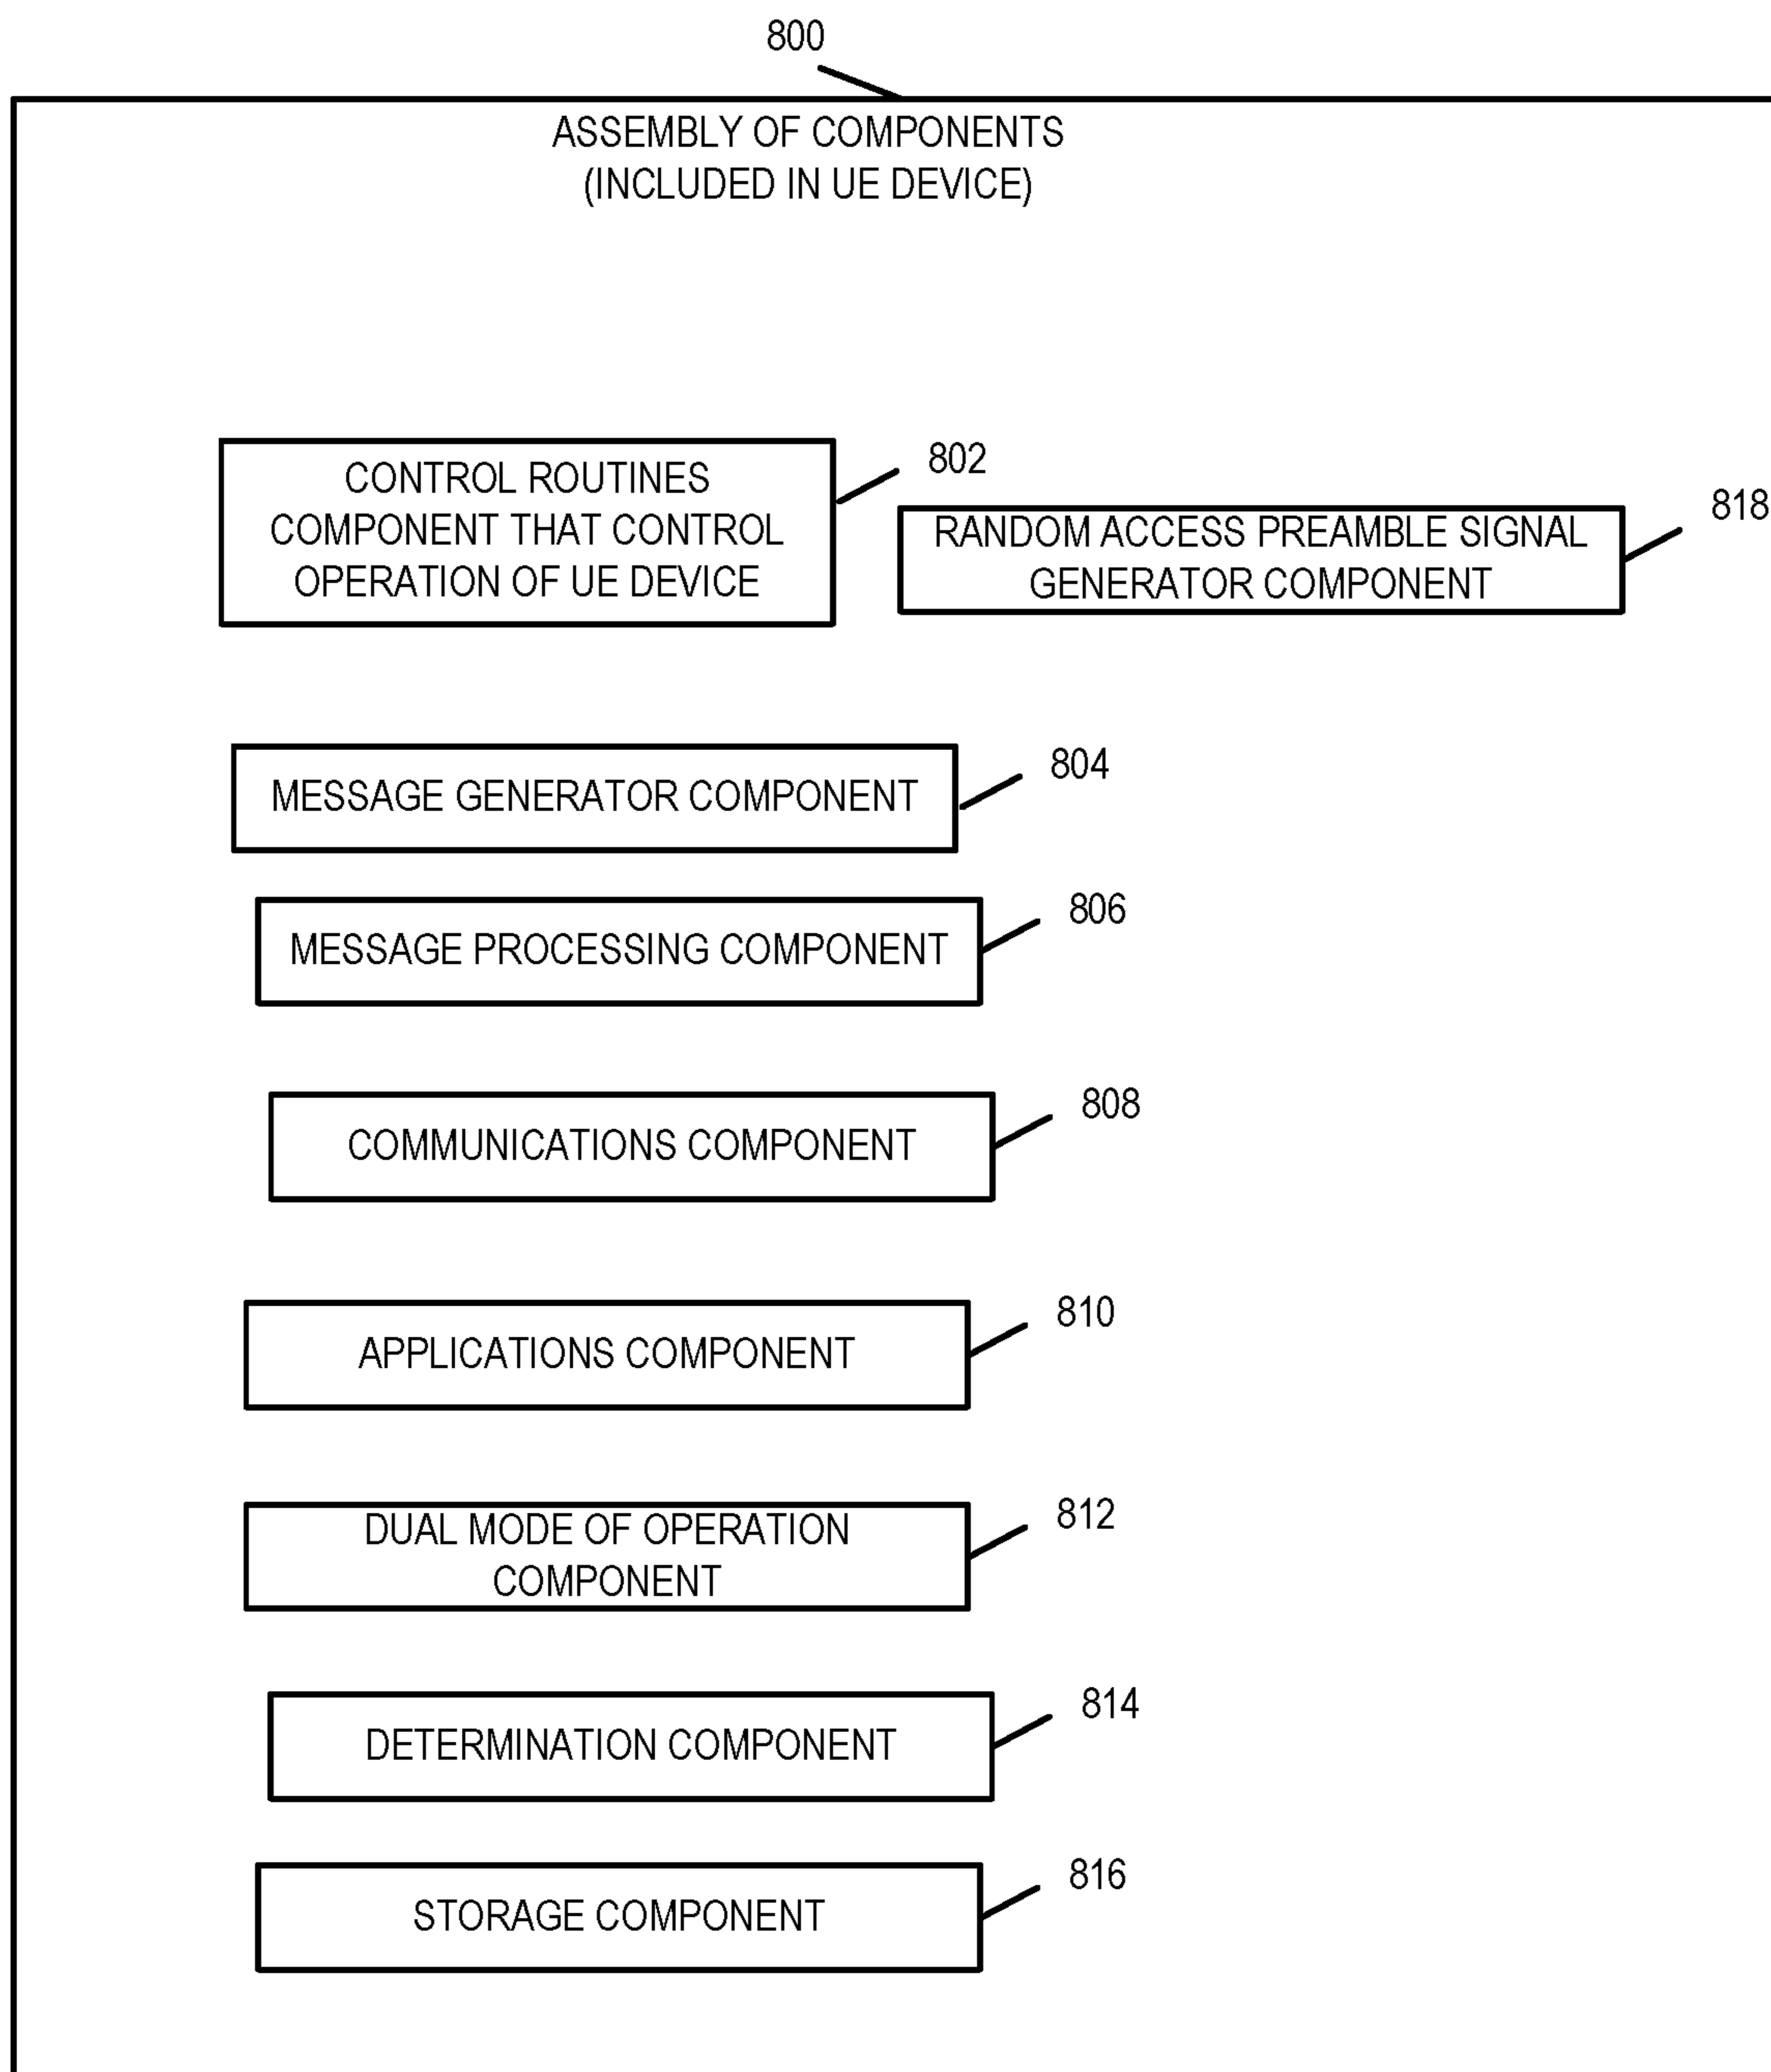 800
ASSEMBLY OF COMPONENTS
(INCLUDED IN UE DEVICE)
CONTROL ROUTINES
COMPONENT THAT CONTROL
OPERATION OF UE DEVICE
802
RANDOM ACCESS PREAMBLE SIGNAL
GENERATOR COMPONENT
818
MESSAGE GENERATOR COMPONENT
804
MESSAGE PROCESSING COMPONENT
806
COMMUNICATIONS COMPONENT
808
APPLICATIONS COMPONENT
810
DUAL MODE OF OPERATION
COMPONENT
812
DETERMINATION COMPONENT
814
STORAGE COMPONENT
816